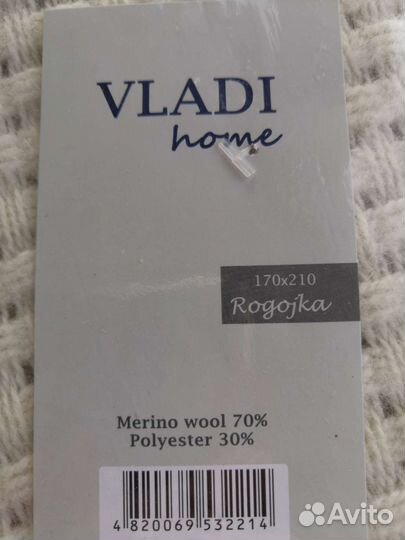 VLADI
home
170x210
Rogojka
Merino wool 70%
Polyester 30%
4 820069 532214
Avito